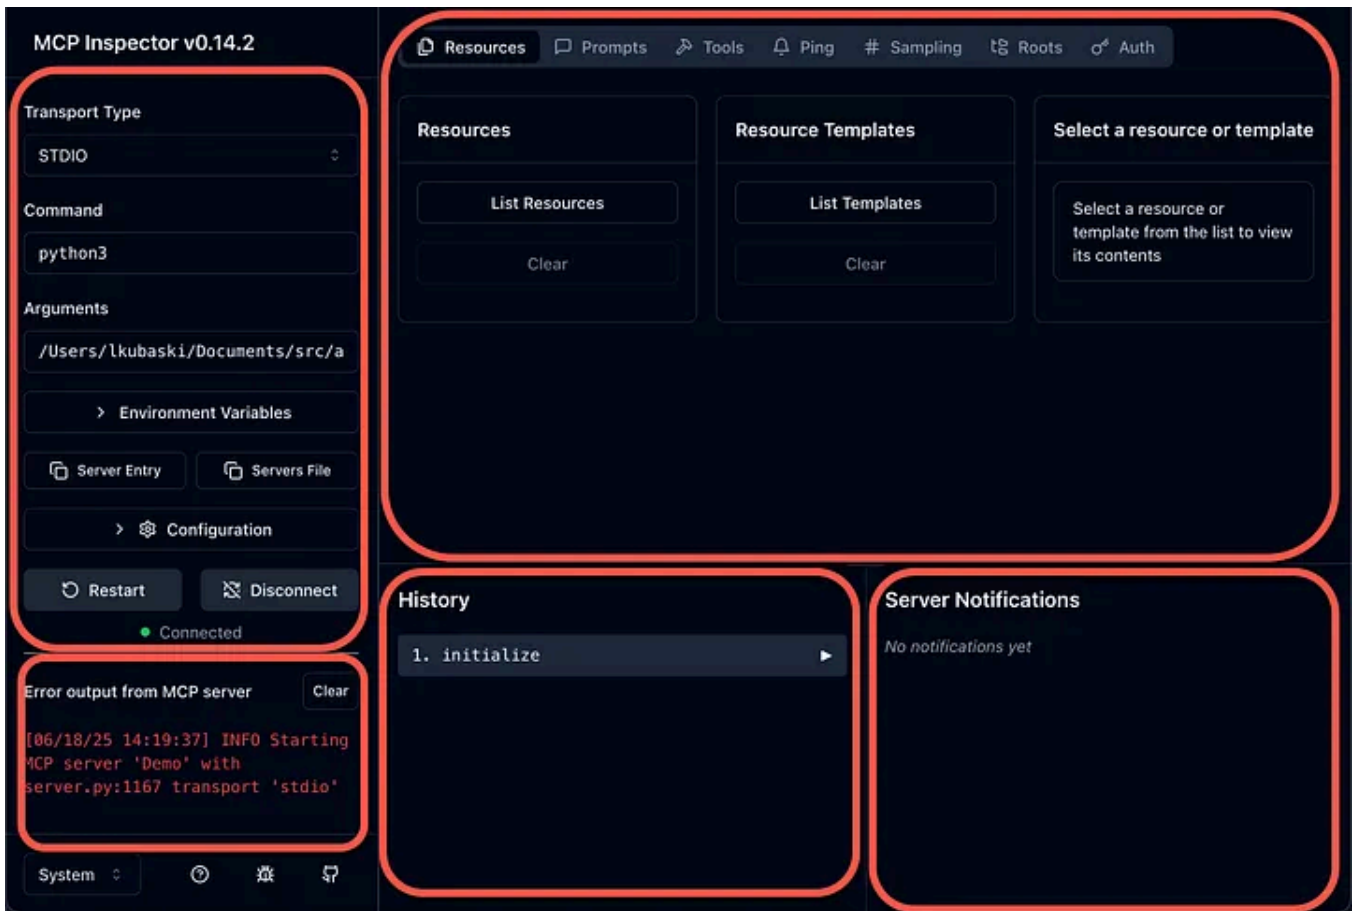 MCP Inspector v0.14.2
Transport Type
STDIO
Command
python3
Arguments
/Users/lkubaski/Documents/src/a
Environment Variables
Server Entry
Servers File
Configuration
Restart
Disconnect
Connected
Error output from MCP server
Clear
[06/18/25 14:19:37] INFO Starting
MCP server 'Demo' with
server.py:1167 transport 'stdio'
System
Resources
Prompts
Tools
Ping
Sampling
Roots
Auth
Resources
List Resources
Clear
Resource Templates
List Templates
Clear
Select a resource or template
Select a resource or
template from the list to view
its contents
History
1. initialize
Server Notifications
No notifications yet